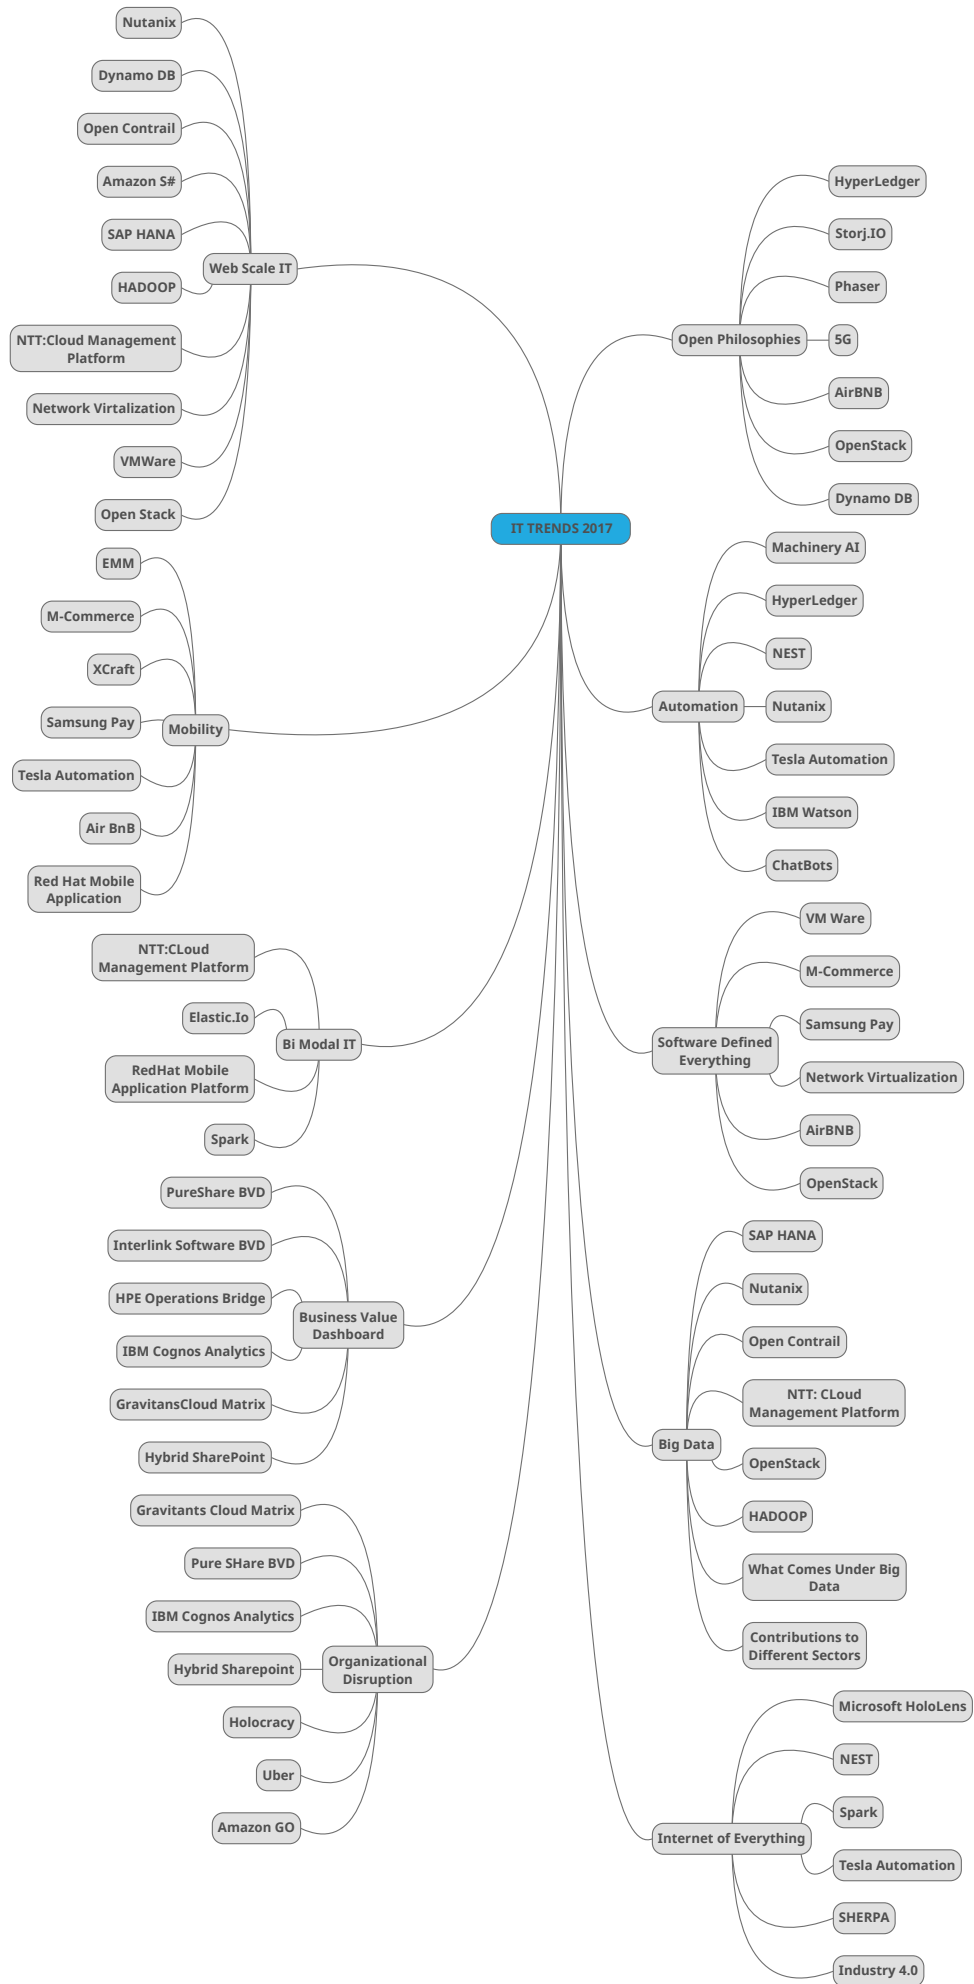 IT TRENDS 2017
Web Scale IT
Nutanix
Dynamo DB
Open Contrail
Amazon S#
SAP HANA
HADOOP
NTT:Cloud Management
Platform
Network Virtalization
VMWare
Open Stack
Mobility
EMM
M-Commerce
XCraft
Samsung Pay
Tesla Automation
Air BnB
Red Hat Mobile
Application
Bi Modal IT
NTT:CLoud
Management Platform
Elastic.Io
RedHat Mobile
Application Platform
Spark
Business Value
Dashboard
PureShare BVD
Interlink Software BVD
HPE Operations Bridge
IBM Cognos Analytics
GravitansCloud Matrix
Hybrid SharePoint
Organizational
Disruption
Gravitants Cloud Matrix
Pure SHare BVD
IBM Cognos Analytics
Hybrid Sharepoint
Holocracy
Uber
Amazon GO
Open Philosophies
HyperLedger
Storj.IO
Phaser
5G
AirBNB
OpenStack
Dynamo DB
Automation
Machinery AI
HyperLedger
NEST
Nutanix
Tesla Automation
IBM Watson
ChatBots
Software Defined
Everything
VM Ware
M-Commerce
Samsung Pay
Network Virtualization
AirBNB
OpenStack
Big Data
SAP HANA
Nutanix
Open Contrail
NTT: CLoud
Management Platform
OpenStack
HADOOP
What Comes Under Big
Data
Contributions to
Different Sectors
Internet of Everything
Microsoft HoloLens
NEST
Spark
Tesla Automation
SHERPA
Industry 4.0